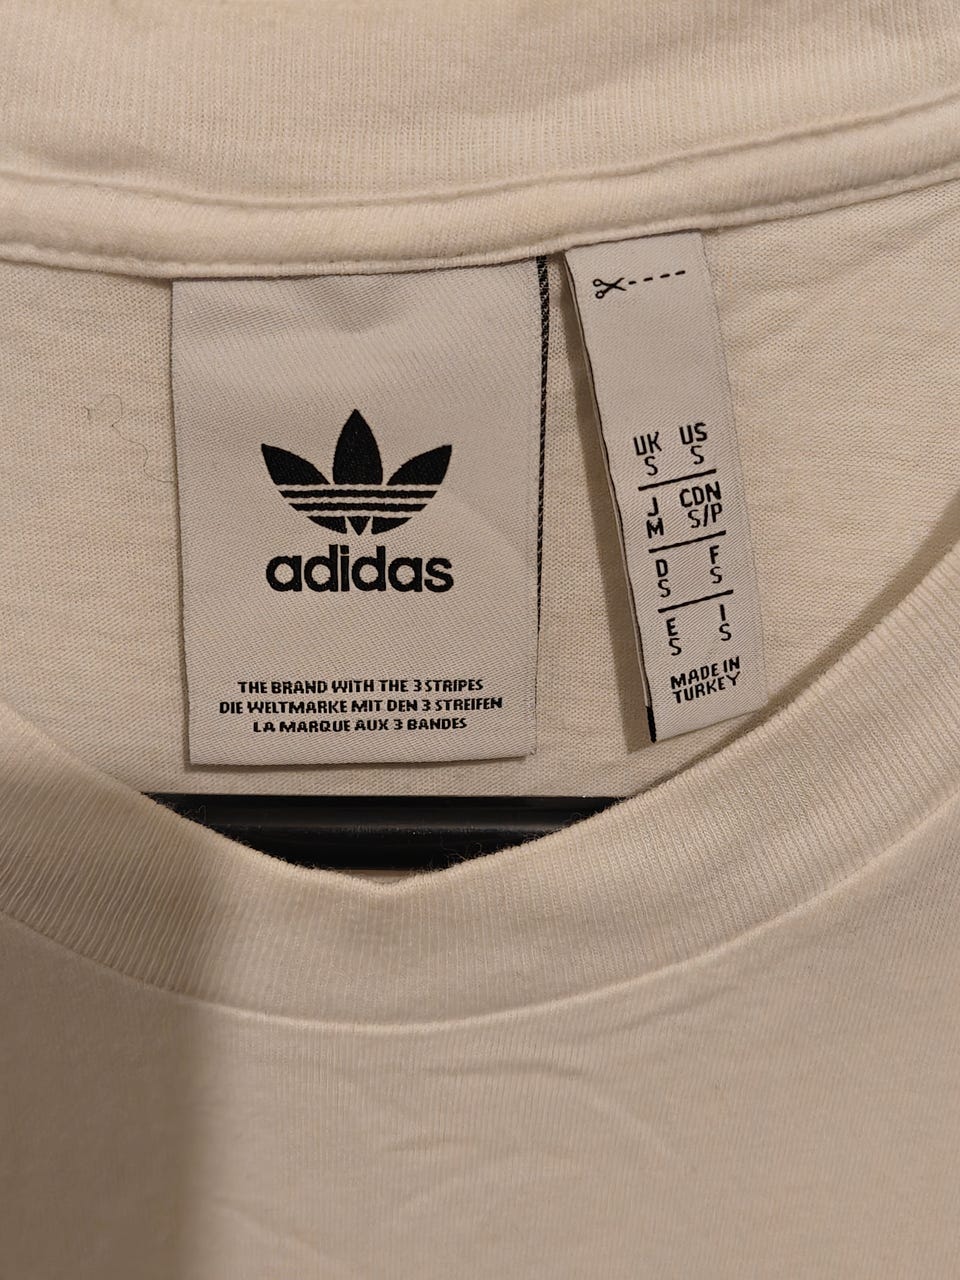 adidas
THE BRAND WITH THE 3 STRIPES
DIE WELTMARKE MIT DEN 3 STREIFEN
LA MARQUE AUX 3 BANDES
UK US
S S
J CDN
M S/P
D F
S S
E I
S S
MADE IN
TURKEY